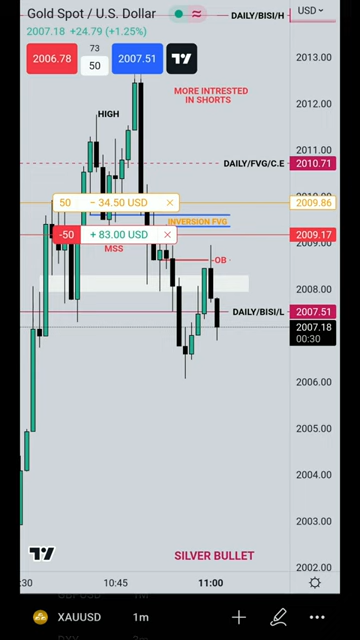 Gold Spot / U.S. Dollar
DAILY/BISI/H
USD
2007.18 +24.79 (+1.25%)
2006.78
73
50
2007.51
2013.00
MORE INTRESTED
IN SHORTS
2012.00
HIGH
2011.00
DAILY/FVG/C.E
2010.71
50
− 34.50 USD
2009.86
INVERSION FVG
-50
+ 83.00 USD
2009.17
MSS
OB
2008.00
DAILY/BISI/L
2007.51
2007.18
00:30
2006.00
2005.00
2004.00
2003.00
SILVER BULLET
2002.00
:30
10:45
11:00
XAUUSD
1m